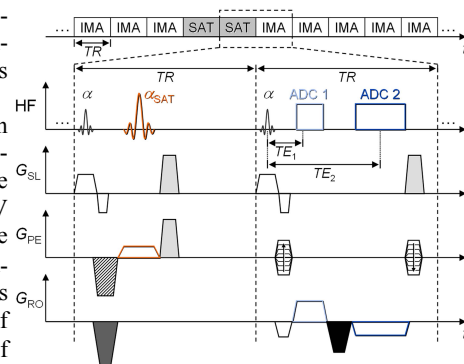 ... IMA IMA IMA SAT SAT IMA IMA IMA IMA ...
TR
TR TR
HF α αSAT α ADC 1 ADC 2
... ...
TE1
TE2
GSL
GPE
GRO